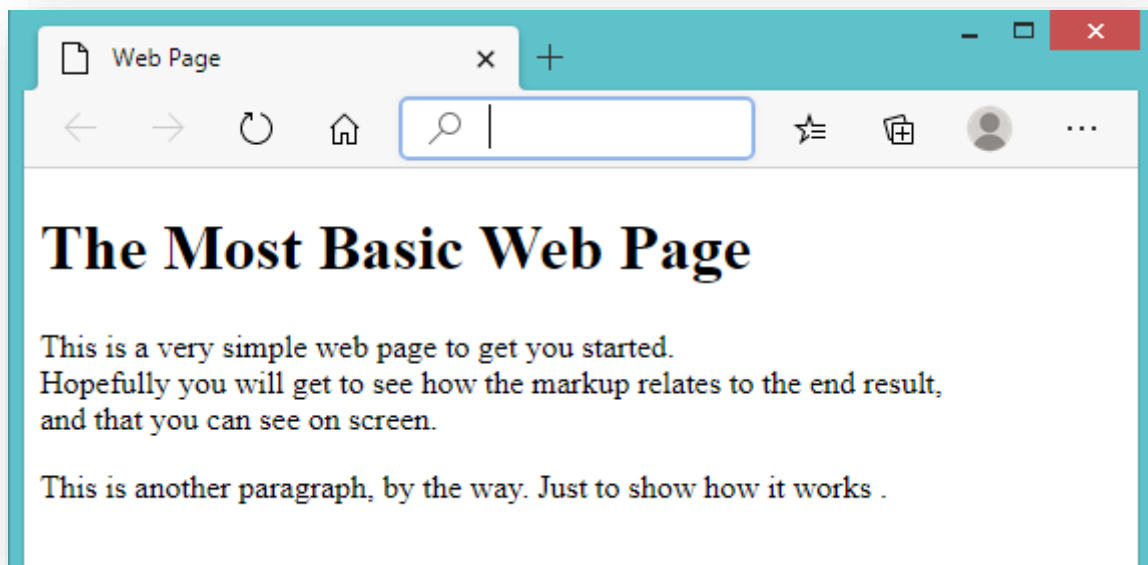 Web Page
The Most Basic Web Page
This is a very simple web page to get you started.
Hopefully you will get to see how the markup relates to the end result,
and that you can see on screen.
This is another paragraph, by the way. Just to show how it works .